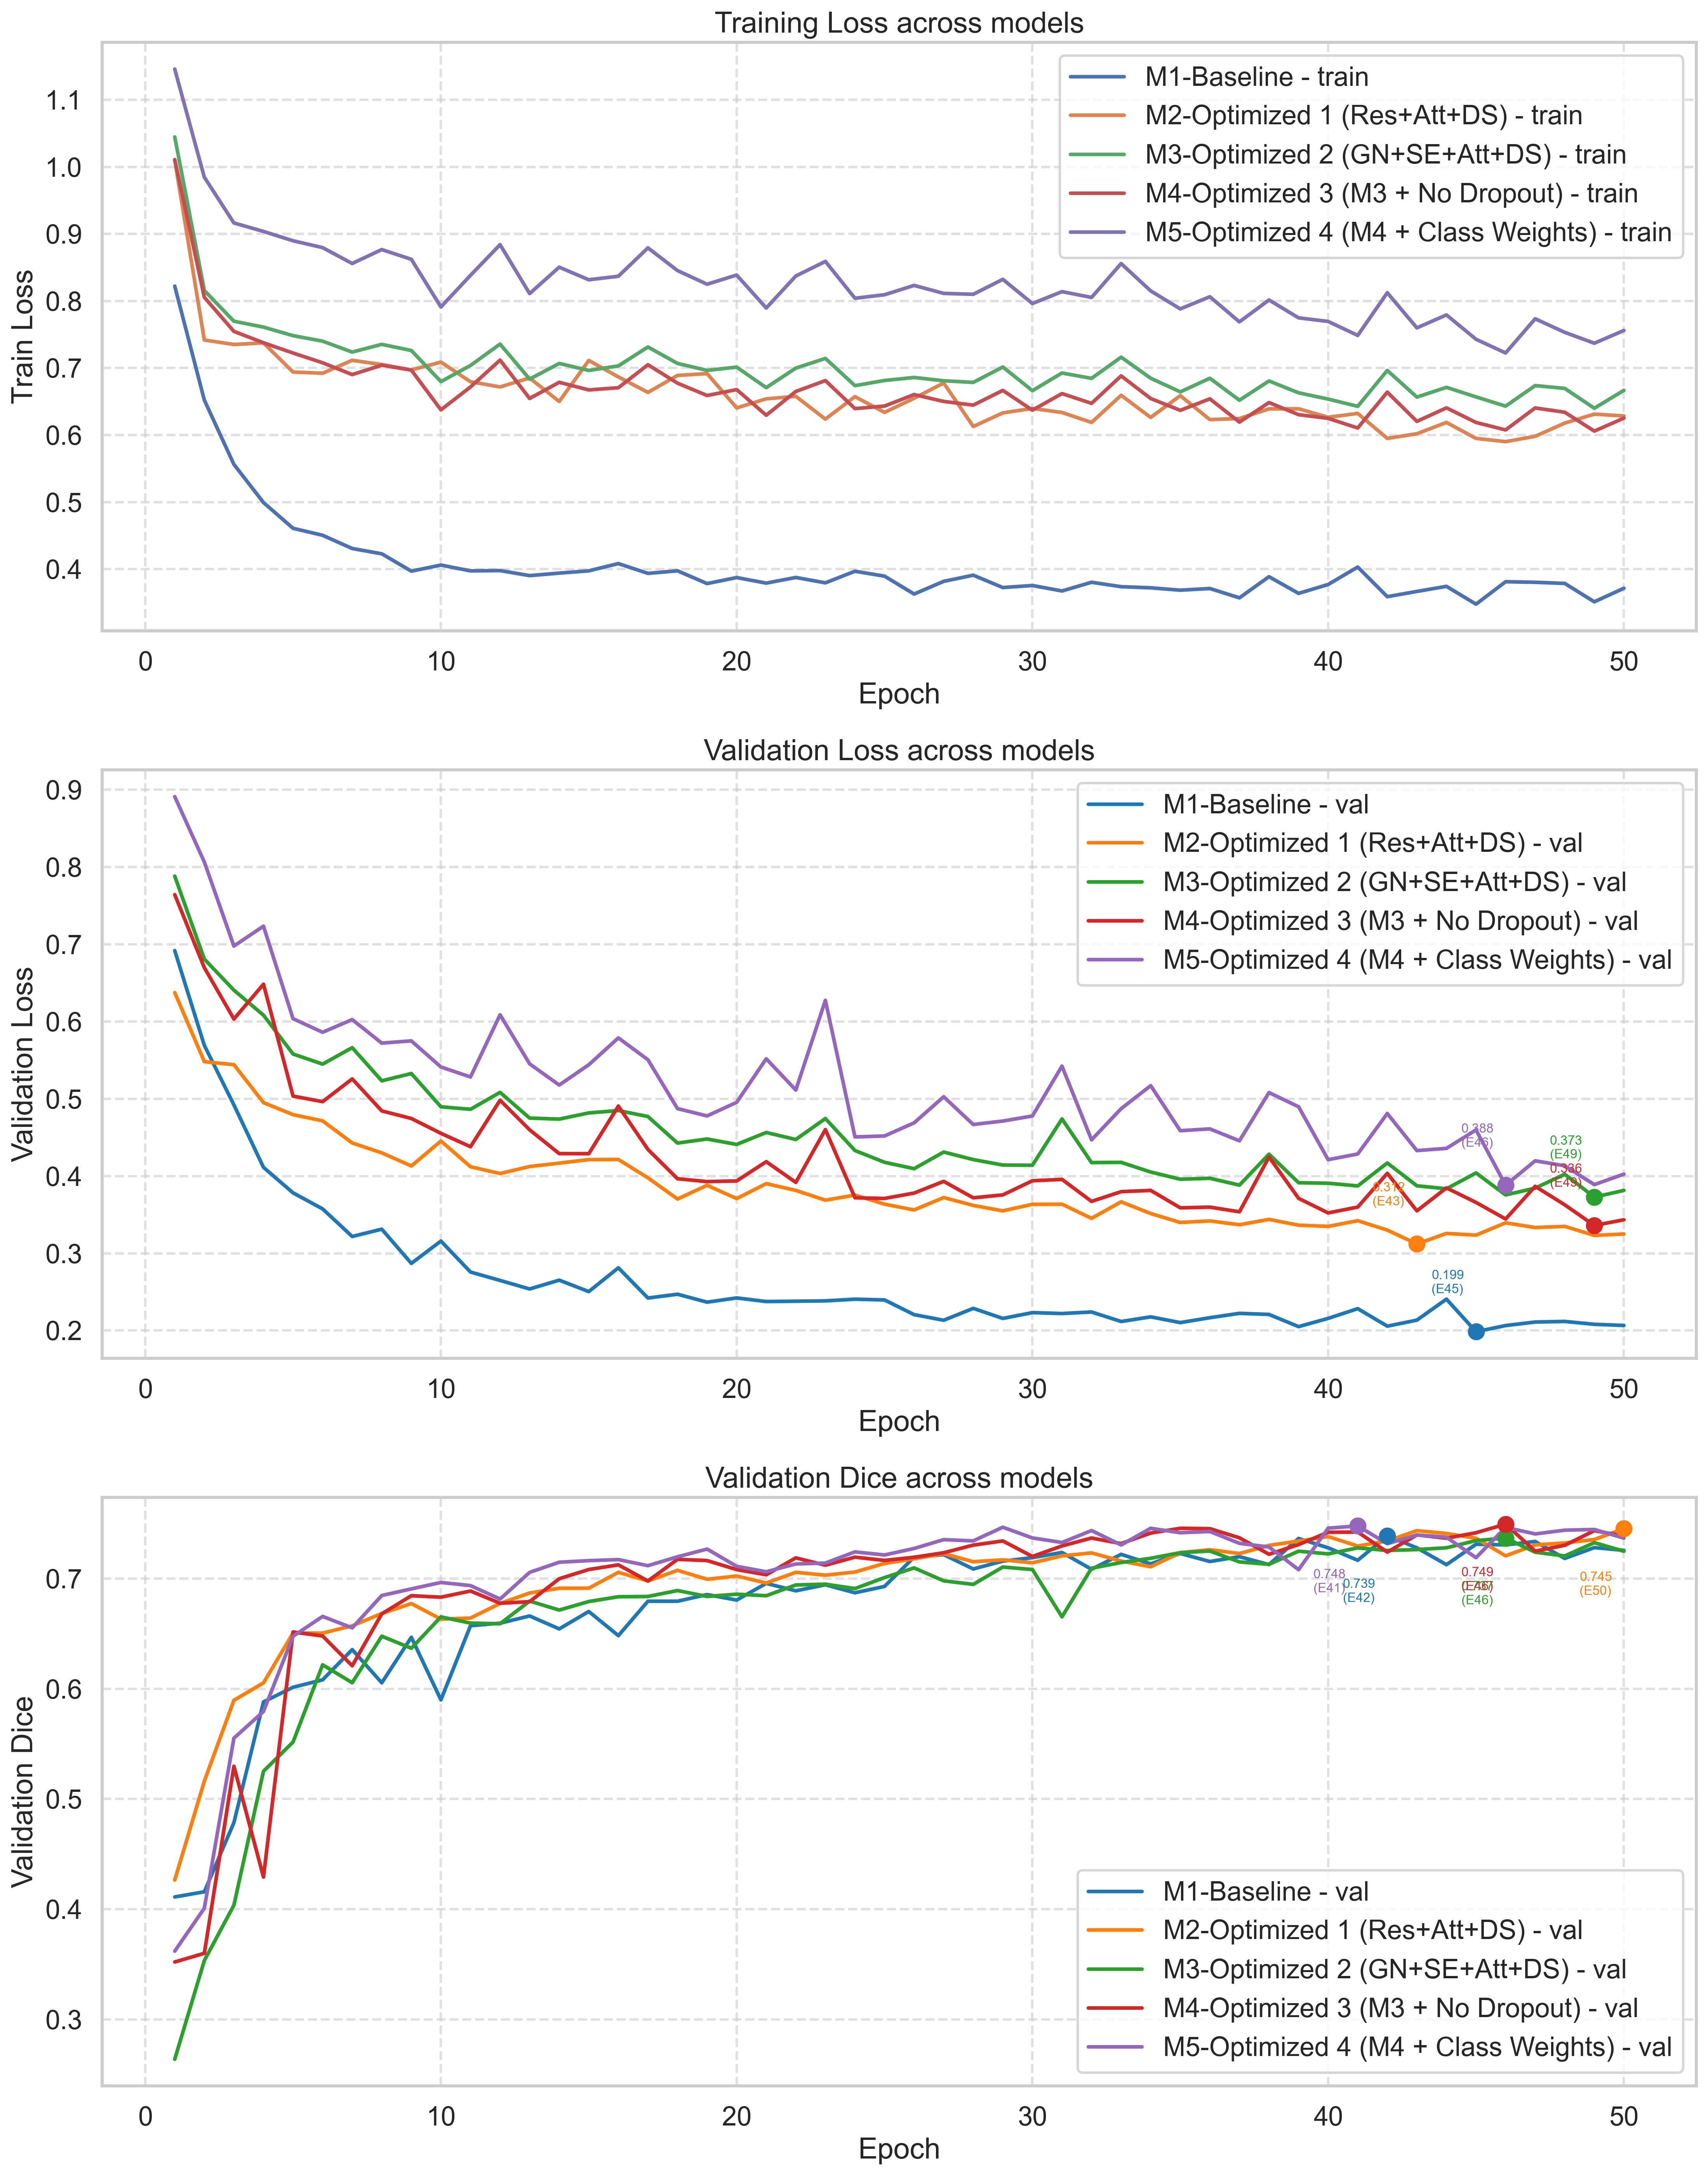 Training Loss across models
Train Loss
1.1
1.0
0.9
0.8
0.7
0.6
0.5
0.4
M1-Baseline - train
M2-Optimized 1 (Res+Att+DS) - train
M3-Optimized 2 (GN+SE+Att+DS) - train
M4-Optimized 3 (M3 + No Dropout) - train
M5-Optimized 4 (M4 + Class Weights) - train
0 10 20 30 40 50
Epoch
Validation Loss across models
Validation Loss
0.9
0.8
0.7
0.6
0.5
0.4
0.3
0.2
M1-Baseline - val
M2-Optimized 1 (Res+Att+DS) - val
M3-Optimized 2 (GN+SE+Att+DS) - val
M4-Optimized 3 (M3 + No Dropout) - val
M5-Optimized 4 (M4 + Class Weights) - val
0.388
(E46)
0.373
(E49)
0.336
(E49)
0.312
(E43)
0.199
(E45)
0 10 20 30 40 50
Epoch
Validation Dice across models
Validation Dice
0.7
0.6
0.5
0.4
0.3
0.748
(E41)
0.739
(E42)
0.749
(E46)
(E46)
0.745
(E50)
M1-Baseline - val
M2-Optimized 1 (Res+Att+DS) - val
M3-Optimized 2 (GN+SE+Att+DS) - val
M4-Optimized 3 (M3 + No Dropout) - val
M5-Optimized 4 (M4 + Class Weights) - val
0 10 20 30 40 50
Epoch